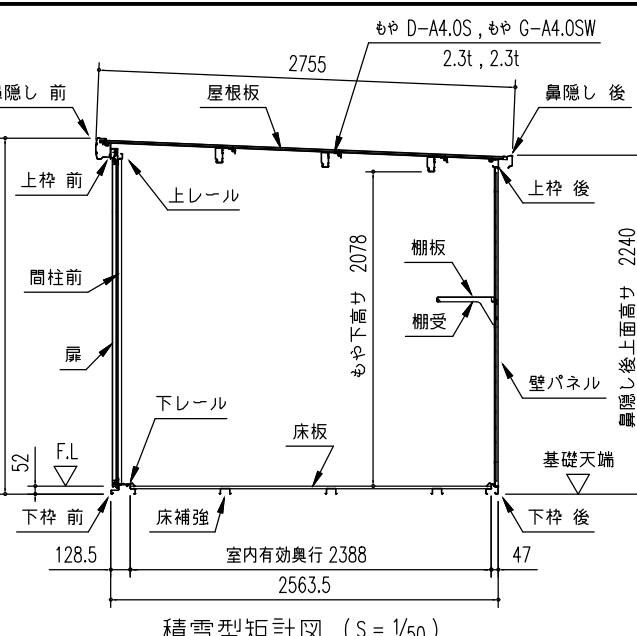 もや D-A4.0S , もや G-A4.0SW
2.3t , 2.3t
2755
隠し 前
屋根板
鼻隠し 後
上枠 前
上レール
上枠 後
間柱前
もや下高サ 2078
棚板
棚受
鼻隠し後上面高サ 2240
扉
壁パネル
下レール
床板
F.L
52
基礎天端
下枠 前
床補強
下枠 後
128.5
室内有効奥行 2388
47
2563.5
積雪型矩計図 ( S = 1/50 )